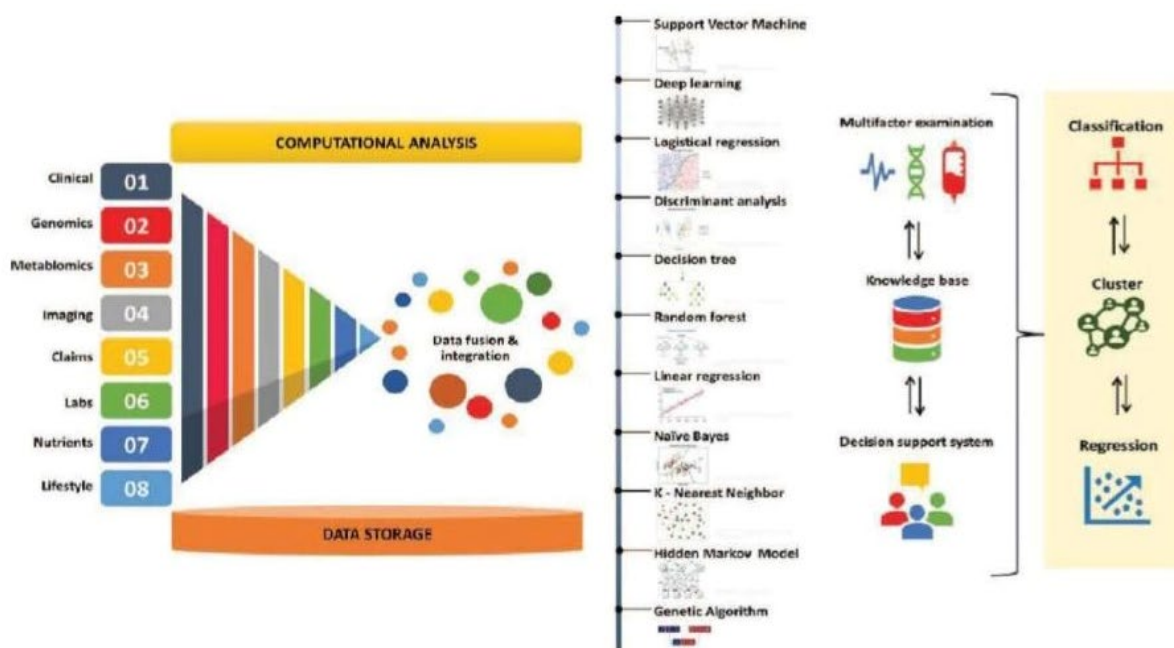 COMPUTATIONAL ANALYSIS
Clinical 01
Genomics 02
Metablomics 03
Imaging 04
Claims 05
Labs 06
Nutrients 07
Lifestyle 08
Data fusion &
integration
DATA STORAGE
Support Vector Machine
Deep learning
Logistical regression
Discriminant analysis
Decision tree
Random forest
Linear regression
Naïve Bayes
K - Nearest Neighbor
Hidden Markov Model
Genetic Algorithm
Multifactor examination
Knowledge base
Decision support system
Classification
Cluster
Regression